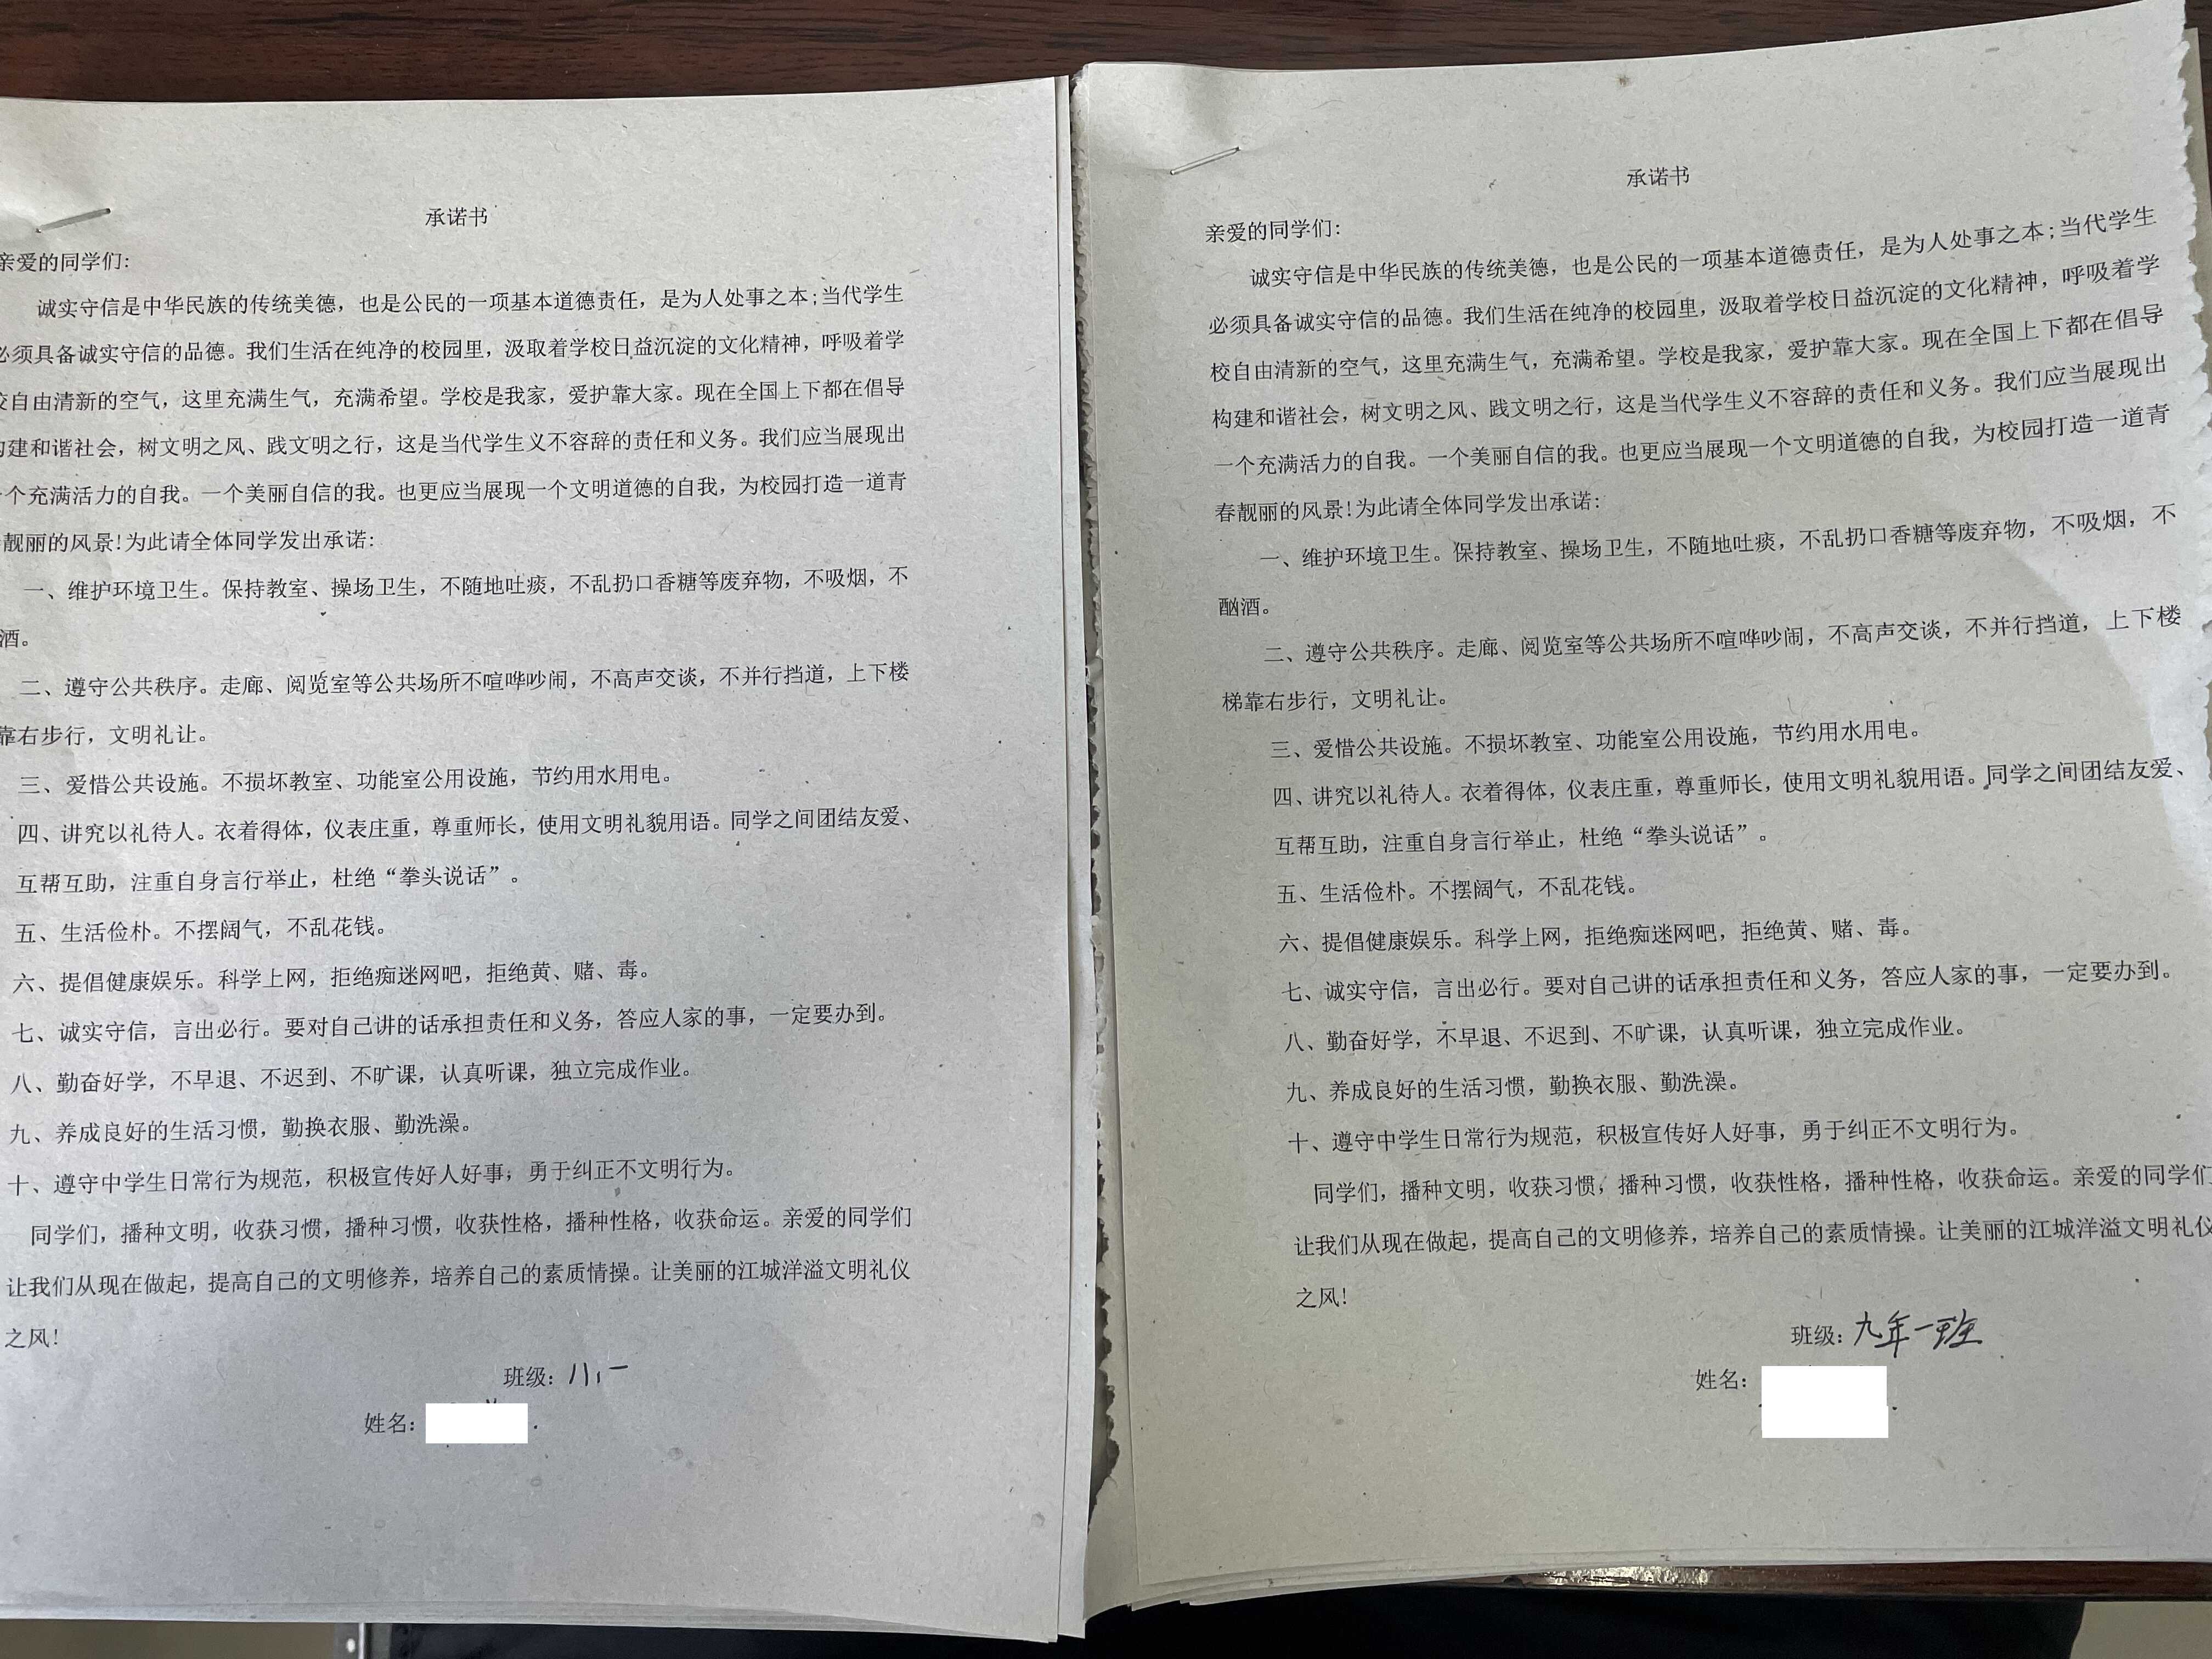 承诺书
亲爱的同学们:
诚实守信是中华民族的传统美德，也是公民的一项基本道德责任，是为人处事之本;当代学生
必须具备诚实守信的品德。我们生活在纯净的校园里，汲取着学校日益沉淀的文化精神，呼吸着学
校自由清新的空气，这里充满生气，充满希望。学校是我家，爱护靠大家。现在全国上下都在倡导
构建和谐社会，树文明之风、践文明之行，这是当代学生义不容辞的责任和义务。我们应当展现出
一个充满活力的自我。一个美丽自信的我。也更应当展现一个文明道德的自我，为校园打造一道青
靓丽的风景!为此请全体同学发出承诺:
一、维护环境卫生。保持教室、操场卫生，不随地吐痰，不乱扔口香糖等废弃物，不吸烟，不
酒。
二、遵守公共秩序。走廊、阅览室等公共场所不喧哗吵闹，不高声交谈，不并行挡道，上下楼
靠右步行，文明礼让。
三、爱惜公共设施。不损坏教室、功能室公用设施，节约用水用电。
四、讲究以礼待人。衣着得体，仪表庄重，尊重师长，使用文明礼貌用语。同学之间团结友爱、
互帮互助，注重自身言行举止，杜绝“拳头说话”。
五、生活俭朴。不摆阔气，不乱花钱。
六、提倡健康娱乐。科学上网，拒绝痴迷网吧，拒绝黄、赌、毒。
七、诚实守信，言出必行。要对自己讲的话承担责任和义务，答应人家的事，一定要办到。
八、勤奋好学，不早退、不迟到、不旷课，认真听课，独立完成作业。
九、养成良好的生活习惯，勤换衣服、勤洗澡。
十、遵守中学生日常行为规范，积极宣传好人好事，勇于纠正不文明行为。
同学们，播种文明，收获习惯，播种习惯，收获性格，播种性格，收获命运。亲爱的同学们
让我们从现在做起，提高自己的文明修养，培养自己的素质情操。让美丽的江城洋溢文明礼仪
之风!
班级: 八一
姓名:
承诺书
亲爱的同学们:
诚实守信是中华民族的传统美德，也是公民的一项基本道德责任，是为人处事之本;当代学生
必须具备诚实守信的品德。我们生活在纯净的校园里，汲取着学校日益沉淀的文化精神，呼吸着学
校自由清新的空气，这里充满生气，充满希望。学校是我家，爱护靠大家。现在全国上下都在倡导
构建和谐社会，树文明之风、践文明之行，这是当代学生义不容辞的责任和义务。我们应当展现出
一个充满活力的自我。一个美丽自信的我。也更应当展现一个文明道德的自我，为校园打造一道青
春靓丽的风景!为此请全体同学发出承诺:
一、维护环境卫生。保持教室、操场卫生，不随地吐痰，不乱扔口香糖等废弃物，不吸烟，不
酗酒。
二、遵守公共秩序。走廊、阅览室等公共场所不喧哗吵闹，不高声交谈，不并行挡道，上下楼
梯靠右步行，文明礼让。
三、爱惜公共设施。不损坏教室、功能室公用设施，节约用水用电。
四、讲究以礼待人。衣着得体，仪表庄重，尊重师长，使用文明礼貌用语。同学之间团结友爱、
互帮互助，注重自身言行举止，杜绝“拳头说话”。
五、生活俭朴。不摆阔气，不乱花钱。
六、提倡健康娱乐。科学上网，拒绝痴迷网吧，拒绝黄、赌、毒。
七、诚实守信，言出必行。要对自己讲的话承担责任和义务，答应人家的事，一定要办到。
八、勤奋好学，不早退、不迟到、不旷课，认真听课，独立完成作业。
九、养成良好的生活习惯，勤换衣服、勤洗澡。
十、遵守中学生日常行为规范，积极宣传好人好事，勇于纠正不文明行为。
同学们，播种文明，收获习惯，播种习惯，收获性格，播种性格，收获命运。亲爱的同学们
让我们从现在做起，提高自己的文明修养，培养自己的素质情操。让美丽的江城洋溢文明礼仪
之风!
班级: 九年一班
姓名: